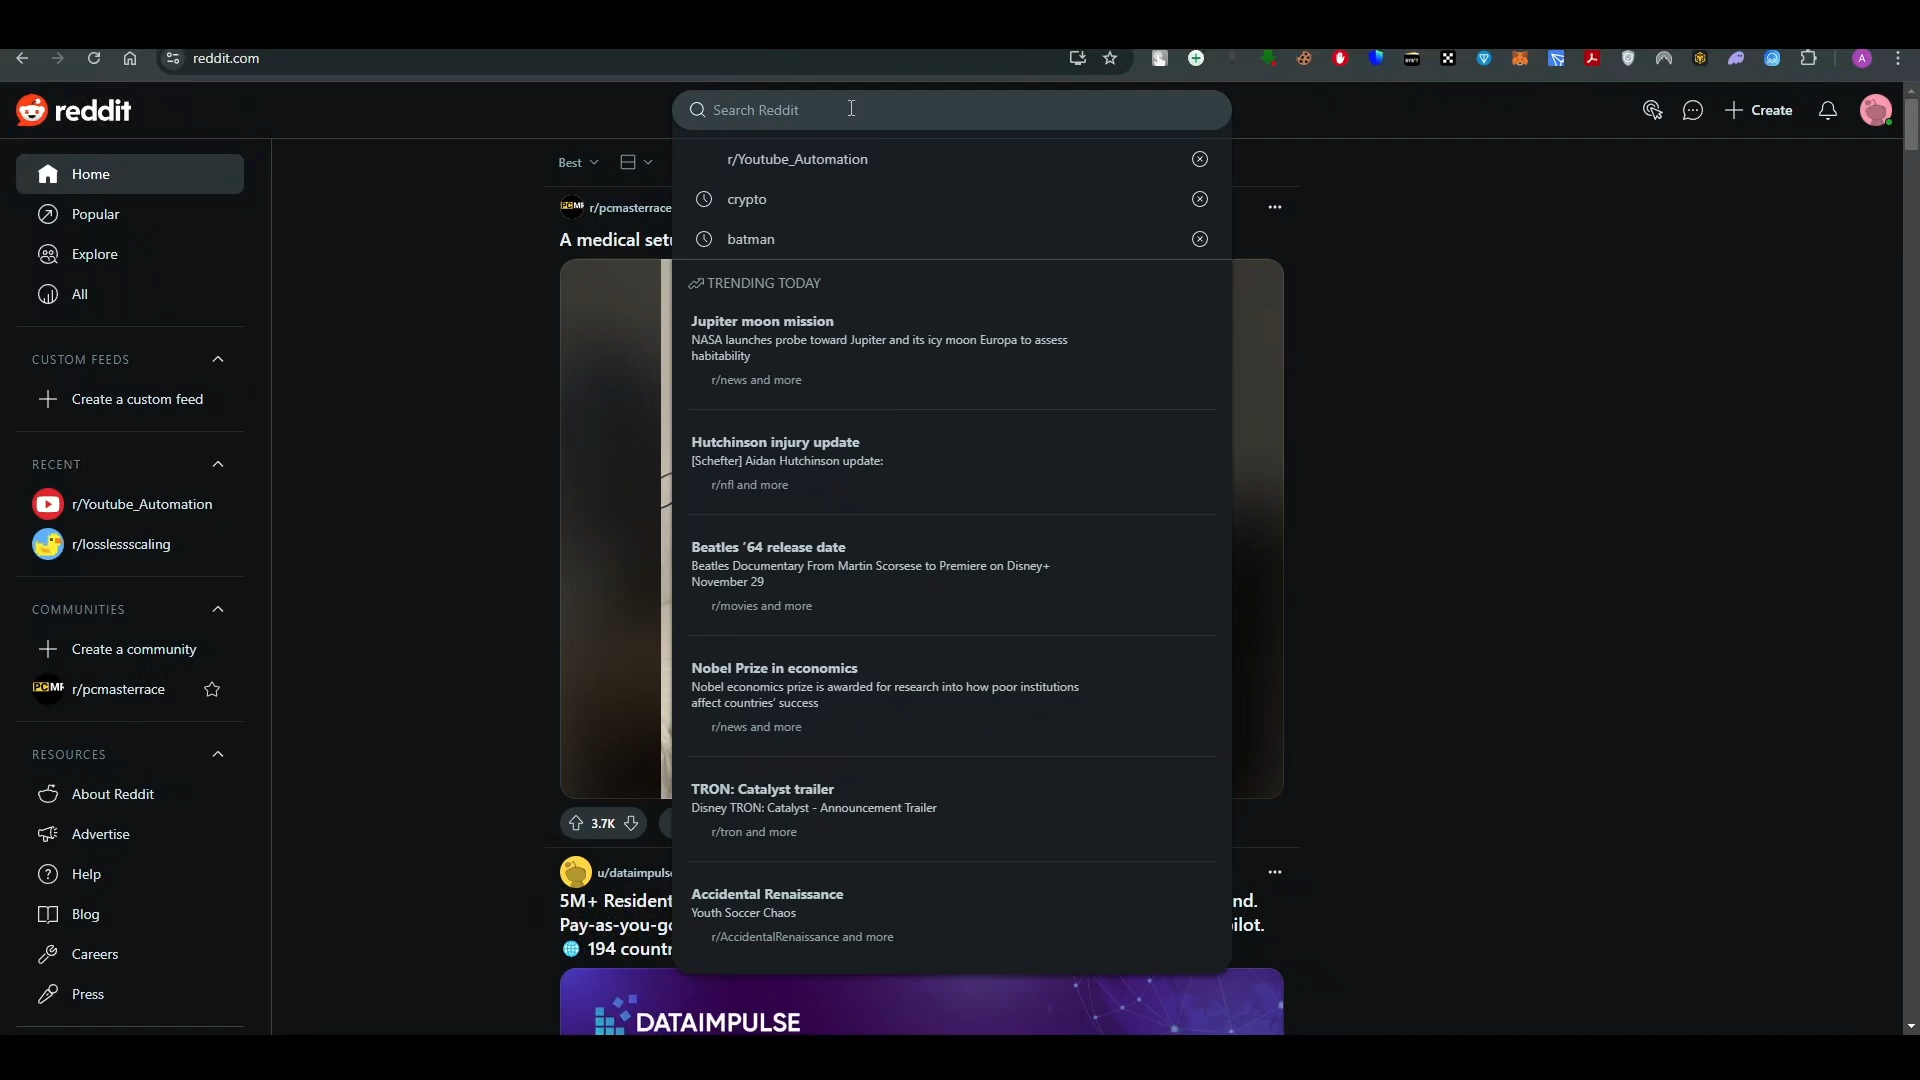 reddit.com
reddit
Search Reddit
Create
Home
Popular
Explore
All
CUSTOM FEEDS
Create a custom feed
RECENT
r/Youtube_Automation
r/losslessscaling
COMMUNITIES
Create a community
PCMR r/pcmasterrace
RESOURCES
About Reddit
Advertise
Help
Blog
Careers
Press
Best
r/pcmasterrace
A medical
3.7K
u/dataimpuls
5M+ Resident
nd.
Pay-as-you-g
ilot.
194 count
DATAIMPULSE
r/Youtube_Automation
crypto
batman
TRENDING TODAY
Jupiter moon mission
NASA launches probe toward Jupiter and its icy moon Europa to assess
habitability
r/news and more
Hutchinson injury update
[Schefter] Aidan Hutchinson update:
r/nfl and more
Beatles '64 release date
Beatles Documentary From Martin Scorsese to Premiere on Disney+
November 29
r/movies and more
Nobel Prize in economics
Nobel economics prize is awarded for research into how poor institutions
affect countries' success
r/news and more
TRON: Catalyst trailer
Disney TRON: Catalyst - Announcement Trailer
r/tron and more
Accidental Renaissance
Youth Soccer Chaos
r/AccidentalRenaissance and more